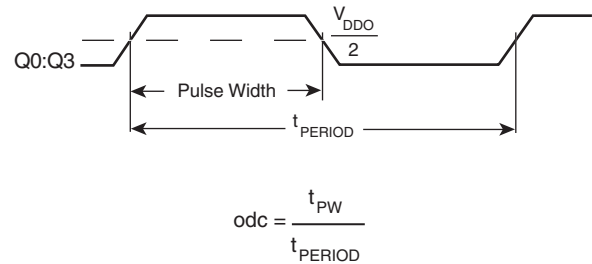 V_DDO
2
Q0:Q3
Pulse Width
t_PERIOD
odc = t_PW
t_PERIOD